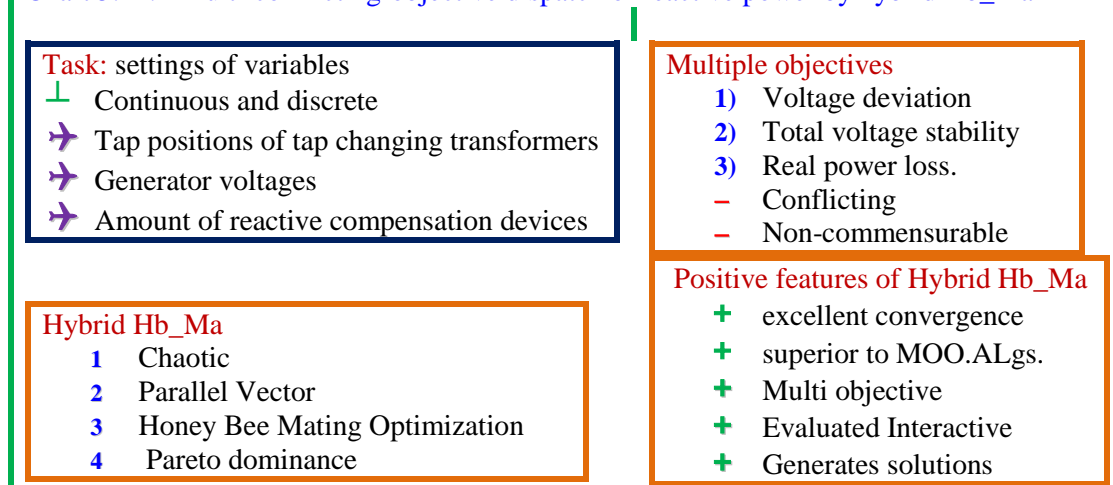 Task: settings of variables
⊥ Continuous and discrete
✈ Tap positions of tap changing transformers
✈ Generator voltages
✈ Amount of reactive compensation devices
Multiple objectives
1) Voltage deviation
2) Total voltage stability
3) Real power loss.
– Conflicting
– Non-commensurable
Hybrid Hb_Ma
1 Chaotic
2 Parallel Vector
3 Honey Bee Mating Optimization
4 Pareto dominance
Positive features of Hybrid Hb_Ma
+ excellent convergence
+ superior to MOO.ALgs.
+ Multi objective
+ Evaluated Interactive
+ Generates solutions